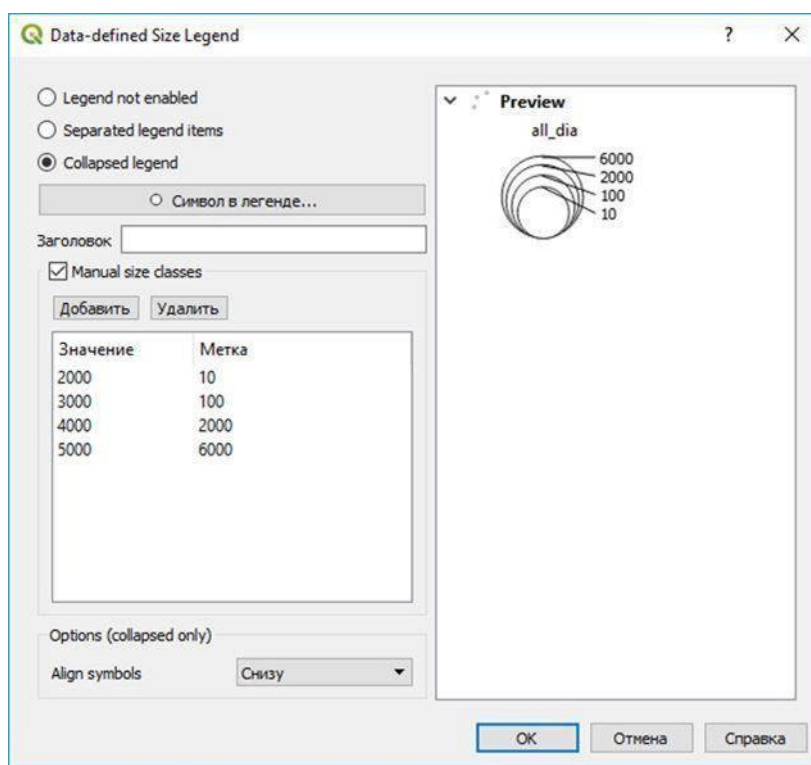 Data-defined Size Legend
?
Legend not enabled
Separated legend items
Collapsed legend
Символ в легенде...
Заголовок
Manual size classes
Добавить Удалить
Значение Метка
2000 10
3000 100
4000 2000
5000 6000
Options (collapsed only)
Align symbols Снизу
Preview
all_dia
6000
2000
100
10
OK Отмена Справка